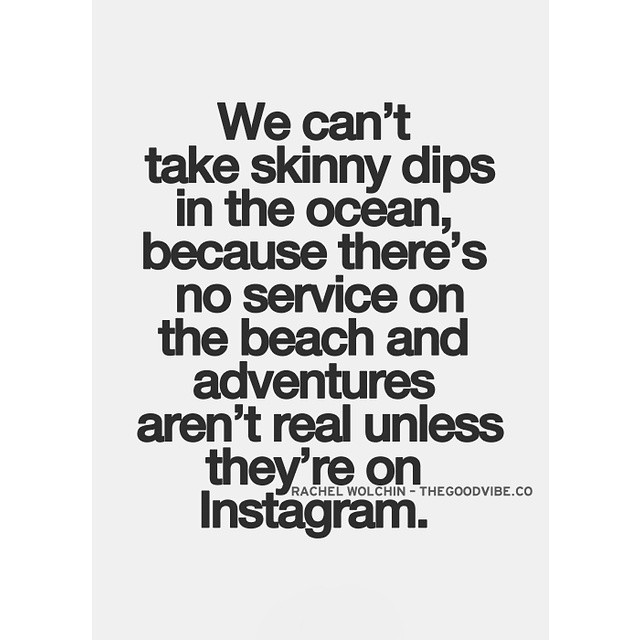 We can't
take skinny dips
in the ocean,
because there's
no service on
the beach and
adventures
aren't real unless
they're on
RACHEL WOLCHIN – THEGOODVIBE.CO
Instagram.